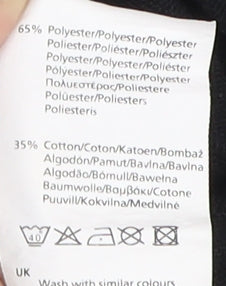 65% Polyester/Polyester/Polyester
Poliester/Poliéster/Poliészter
Polyester/Polyester/Poliéster
Pólyester/Poliester/Polyester
Πολυεστέρας/Poliestere
Polüester/Poliesters
Poliesteris
35% Cotton/Coton/Katoen/Bombaž
Algodón/Pamut/Bavlna/Bavlna
Algodão/Bómull/Bawełna
Baumwolle/Βαμβάκι/Cotone
Puuvill/Kokvilna/Medvilnė
40
UK
Wash with similar colours